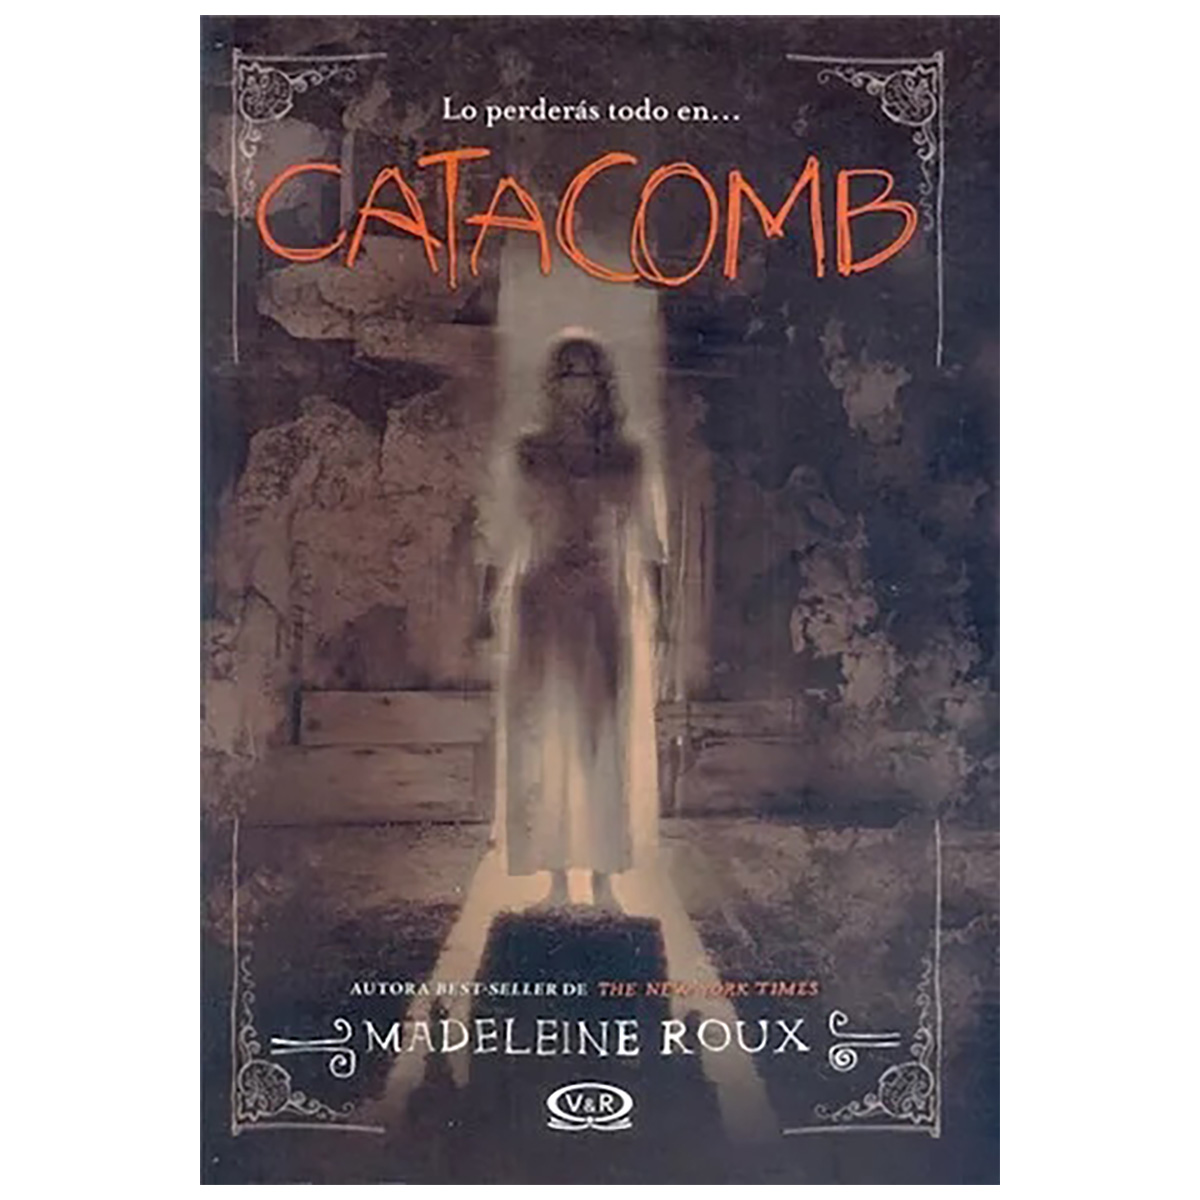 Lo perderás todo en...
CATACOMB
AUTORA BEST-SELLER DE THE NEW YORK TIMES
MADELEINE ROUX
V&R